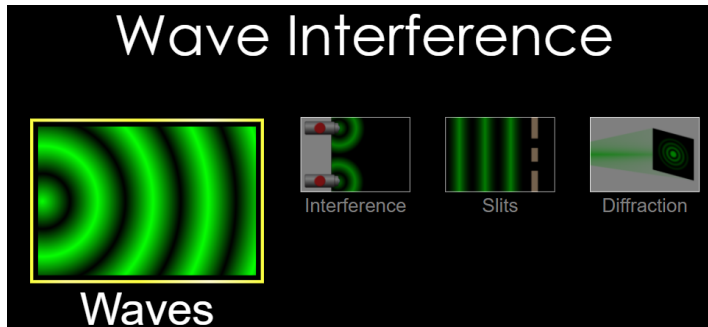 Wave Interference
Interference
Slits
Diffraction
Waves